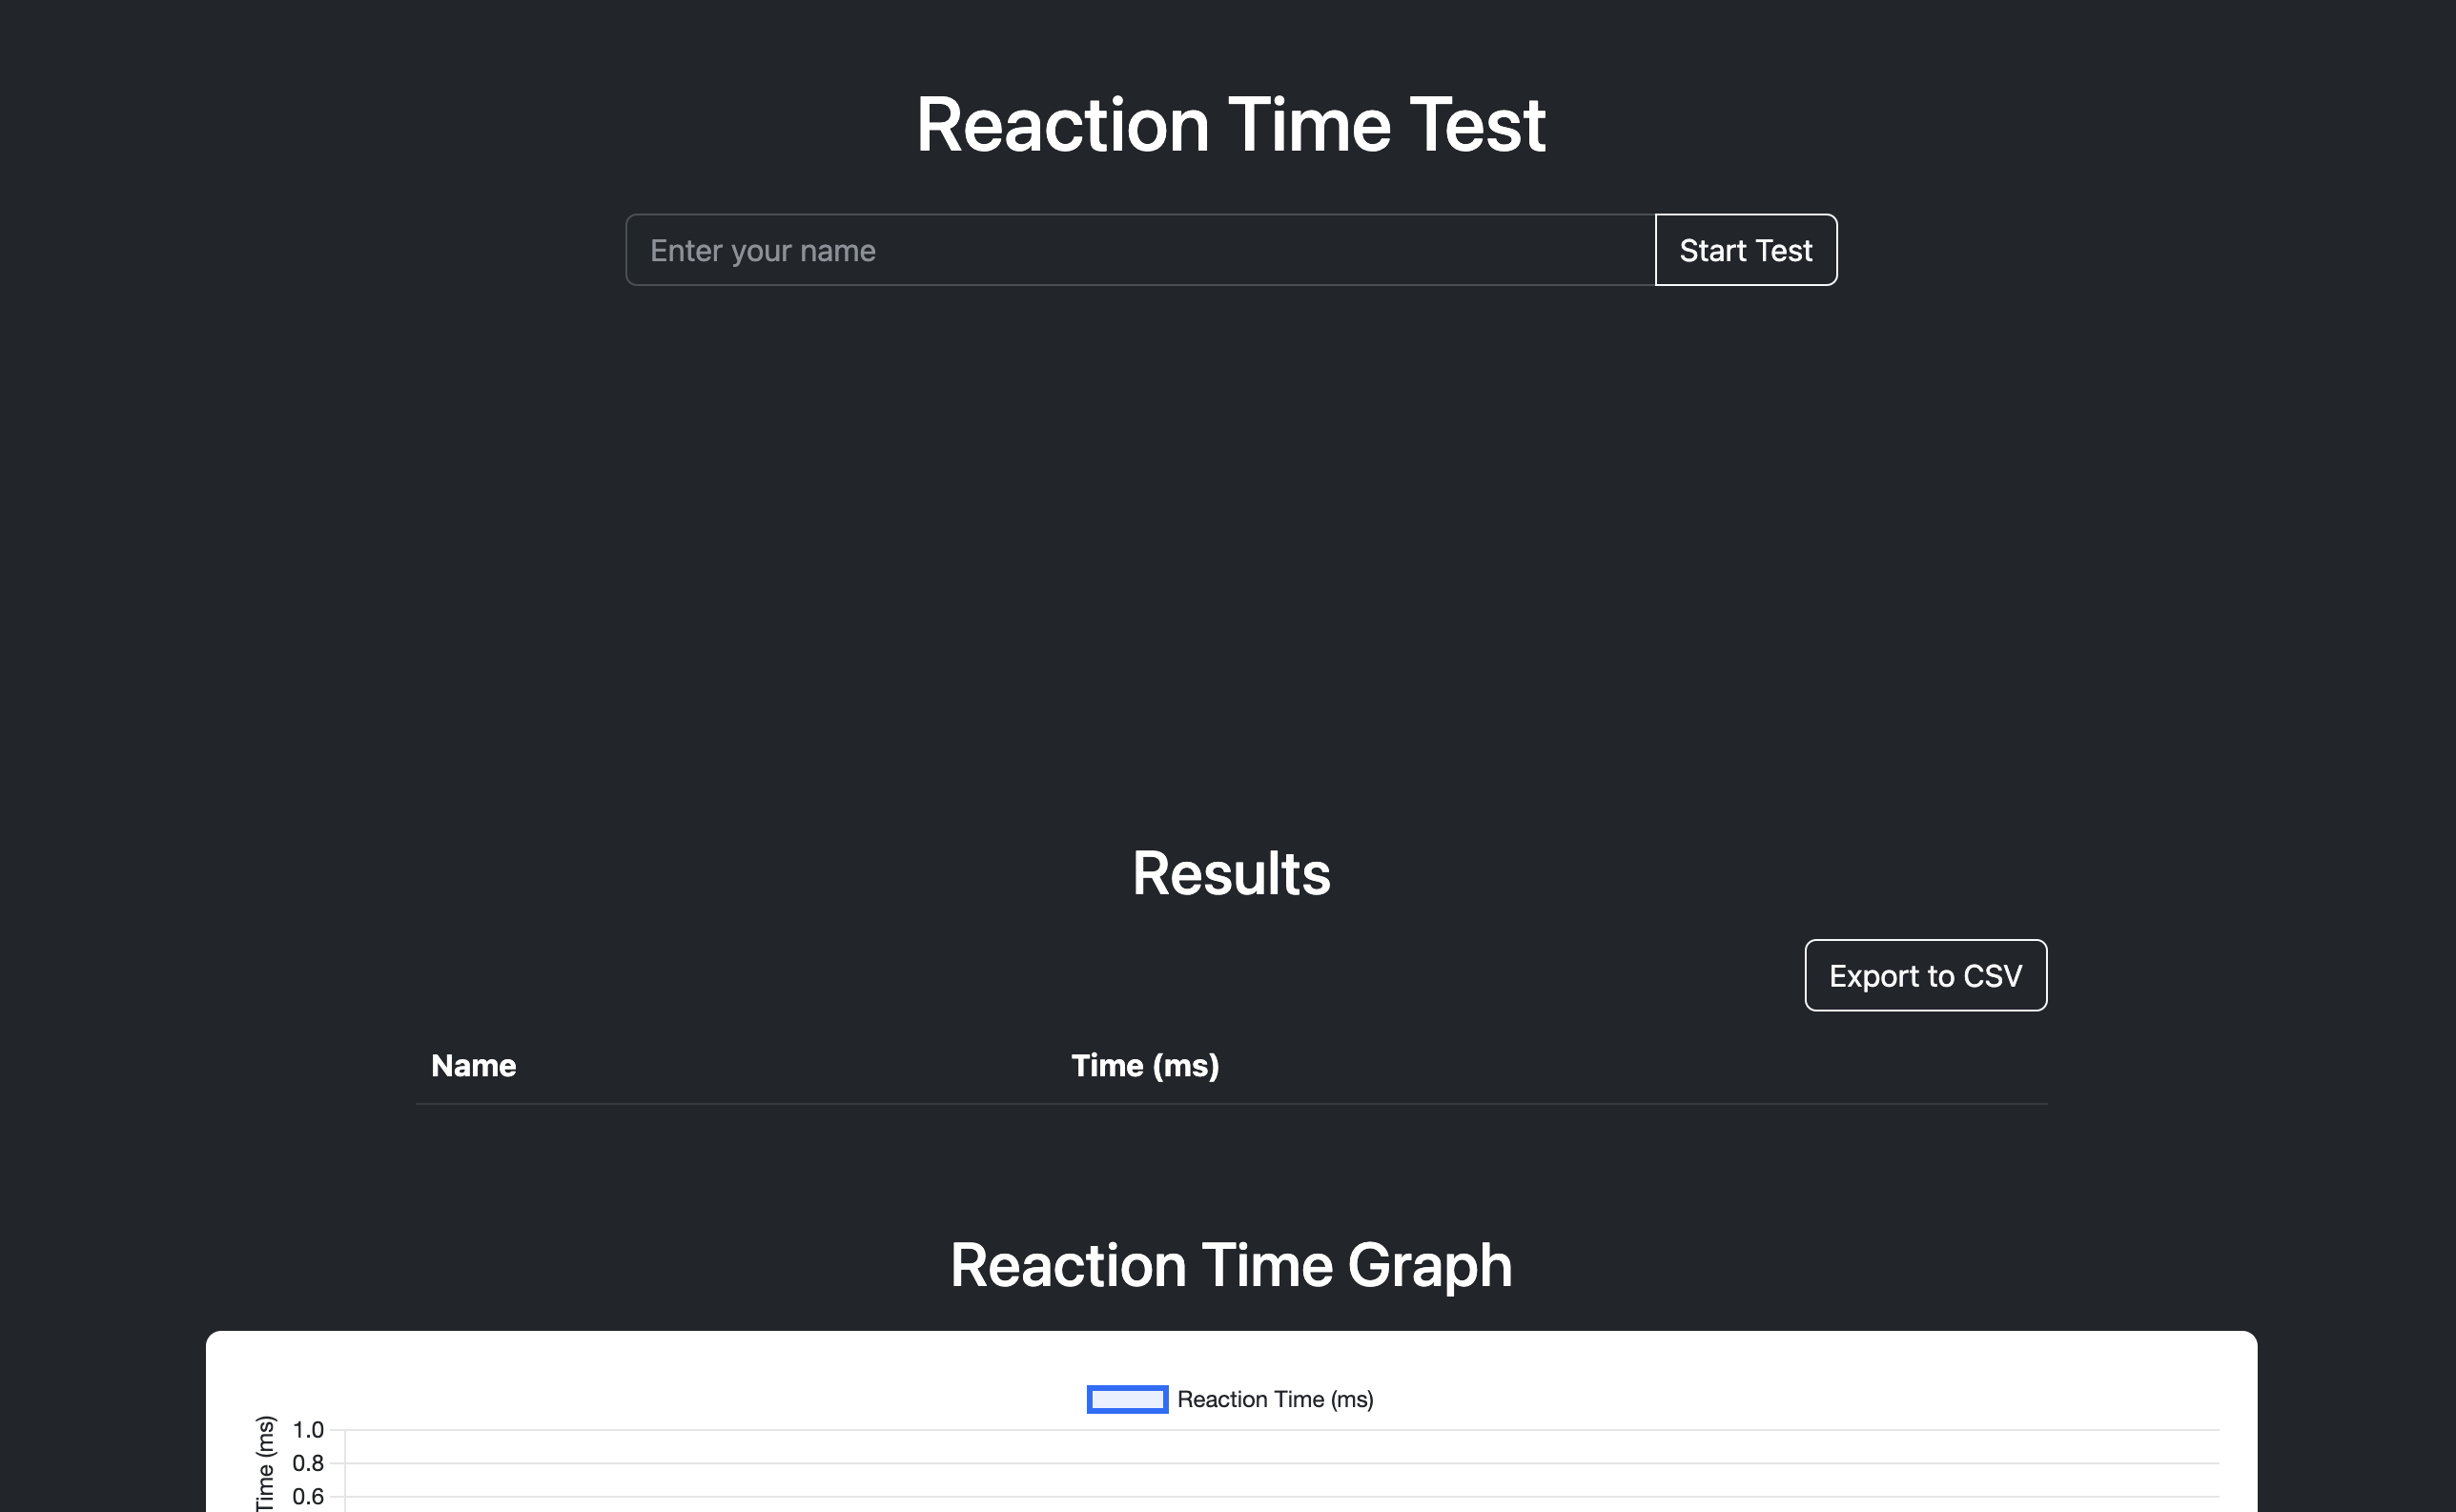 Reaction Time Test
Enter your name Start Test
Results
Export to CSV
Name Time (ms)
Reaction Time Graph
Reaction Time (ms)
Time (ms)
1.0
0.8
0.6